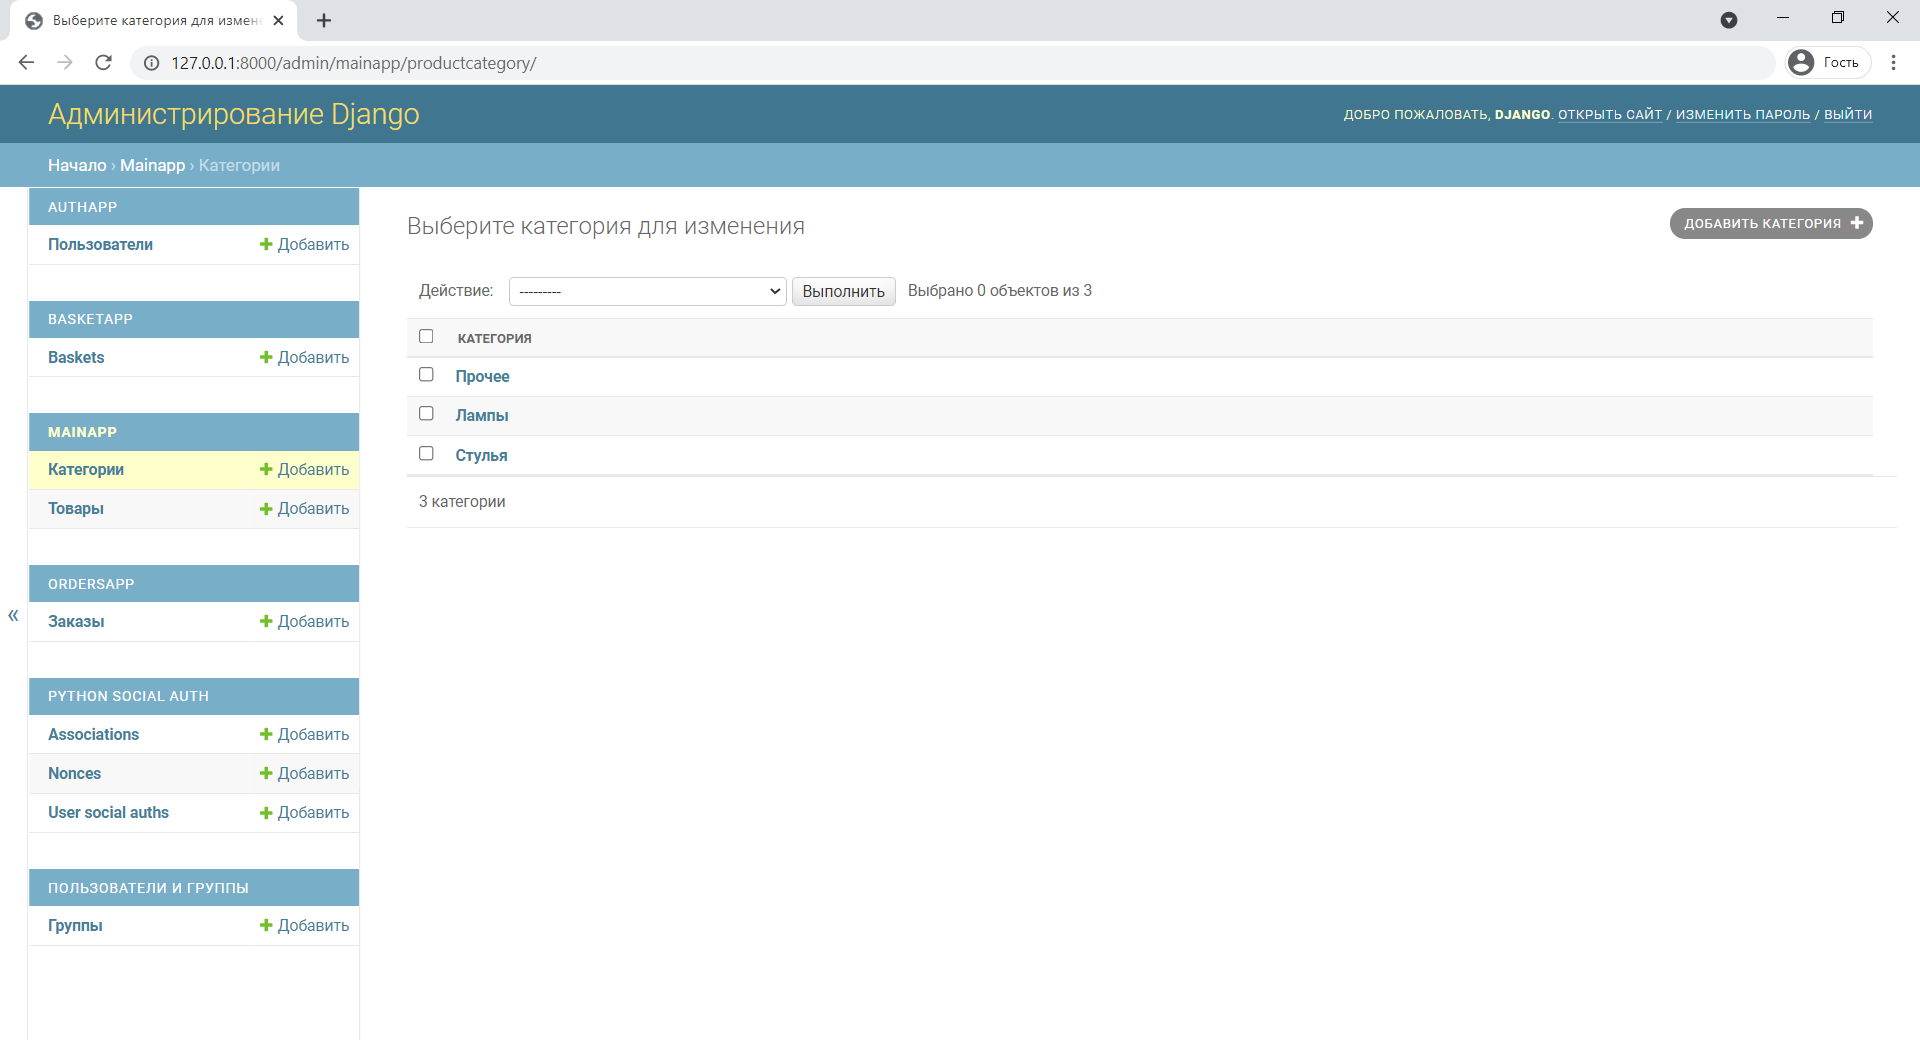 Выберите категория для измен
127.0.0.1:8000/admin/mainapp/productcategory/
Гость
Администрирование Django
ДОБРО ПОЖАЛОВАТЬ, DJANGO. ОТКРЫТЬ САЙТ / ИЗМЕНИТЬ ПАРОЛЬ / ВЫЙТИ
Начало › Mainapp › Категории
AUTHAPP
Пользователи Добавить
BASKETAPP
Baskets Добавить
MAINAPP
Категории Добавить
Товары Добавить
ORDERSAPP
Заказы Добавить
PYTHON SOCIAL AUTH
Associations Добавить
Nonces Добавить
User social auths Добавить
ПОЛЬЗОВАТЕЛИ И ГРУППЫ
Группы Добавить
«
Выберите категория для изменения
ДОБАВИТЬ КАТЕГОРИЯ
Действие: --------- Выполнить Выбрано 0 объектов из 3
КАТЕГОРИЯ
Прочее
Лампы
Стулья
3 категории